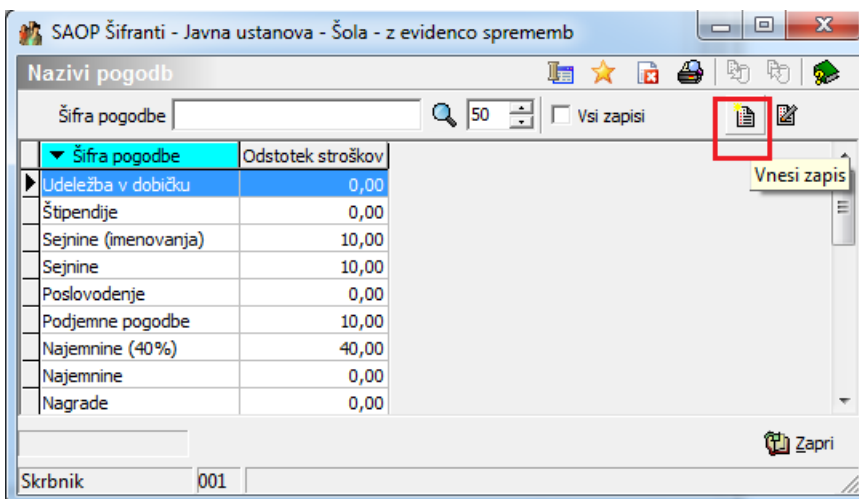 SAOP Šifranti - Javna ustanova - Šola - z evidenco sprememb
Nazivi pogodb
Šifra pogodbe 50 Vsi zapisi
Vnesi zapis
Šifra pogodbe Odstotek stroškov
Udeležba v dobičku 0,00
Štipendije 0,00
Sejnine (imenovanja) 10,00
Sejnine 10,00
Poslovodenje 0,00
Podjemne pogodbe 10,00
Najemnine (40%) 40,00
Najemnine 0,00
Nagrade 0,00
Zapri
Skrbnik 001